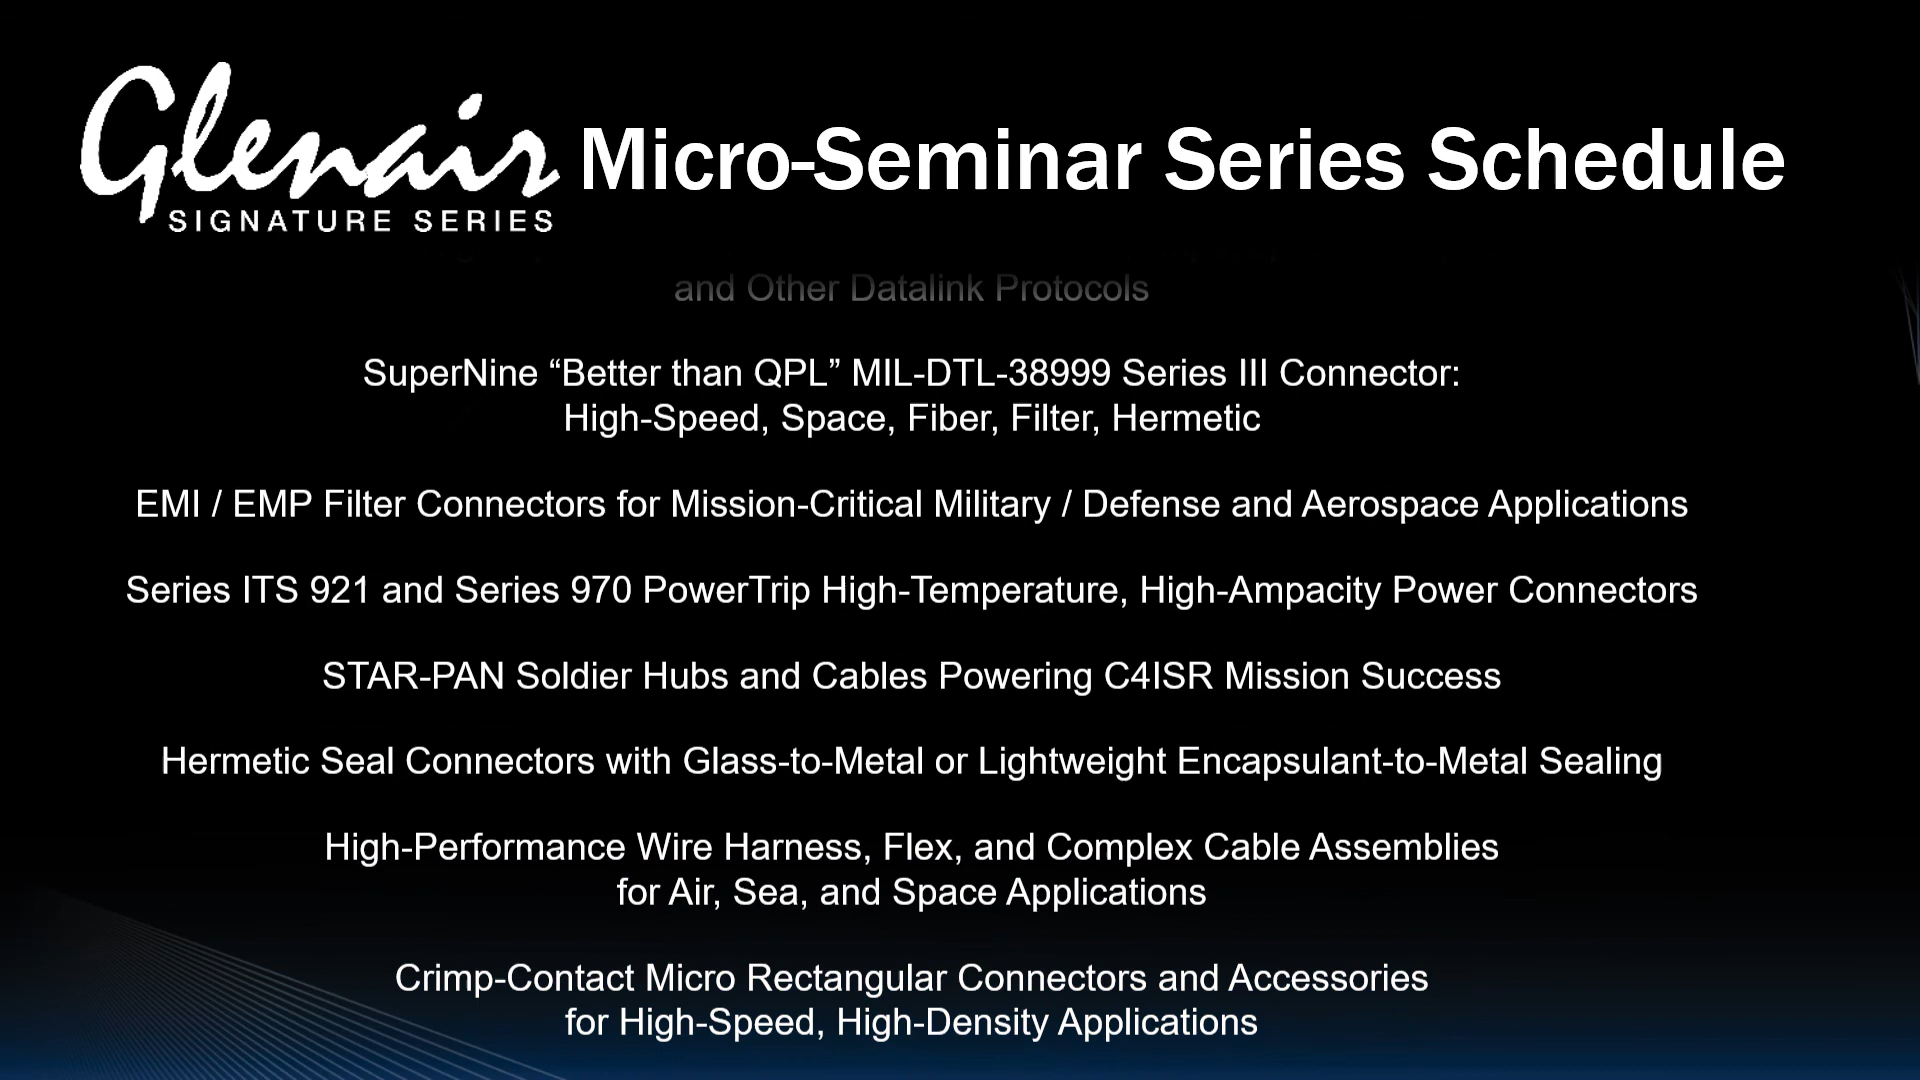 Glenair Micro-Seminar Series Schedule
SIGNATURE SERIES
and Other Datalink Protocols
SuperNine “Better than QPL” MIL-DTL-38999 Series III Connector:
High-Speed, Space, Fiber, Filter, Hermetic
EMI / EMP Filter Connectors for Mission-Critical Military / Defense and Aerospace Applications
Series ITS 921 and Series 970 PowerTrip High-Temperature, High-Ampacity Power Connectors
STAR-PAN Soldier Hubs and Cables Powering C4ISR Mission Success
Hermetic Seal Connectors with Glass-to-Metal or Lightweight Encapsulant-to-Metal Sealing
High-Performance Wire Harness, Flex, and Complex Cable Assemblies
for Air, Sea, and Space Applications
Crimp-Contact Micro Rectangular Connectors and Accessories
for High-Speed, High-Density Applications